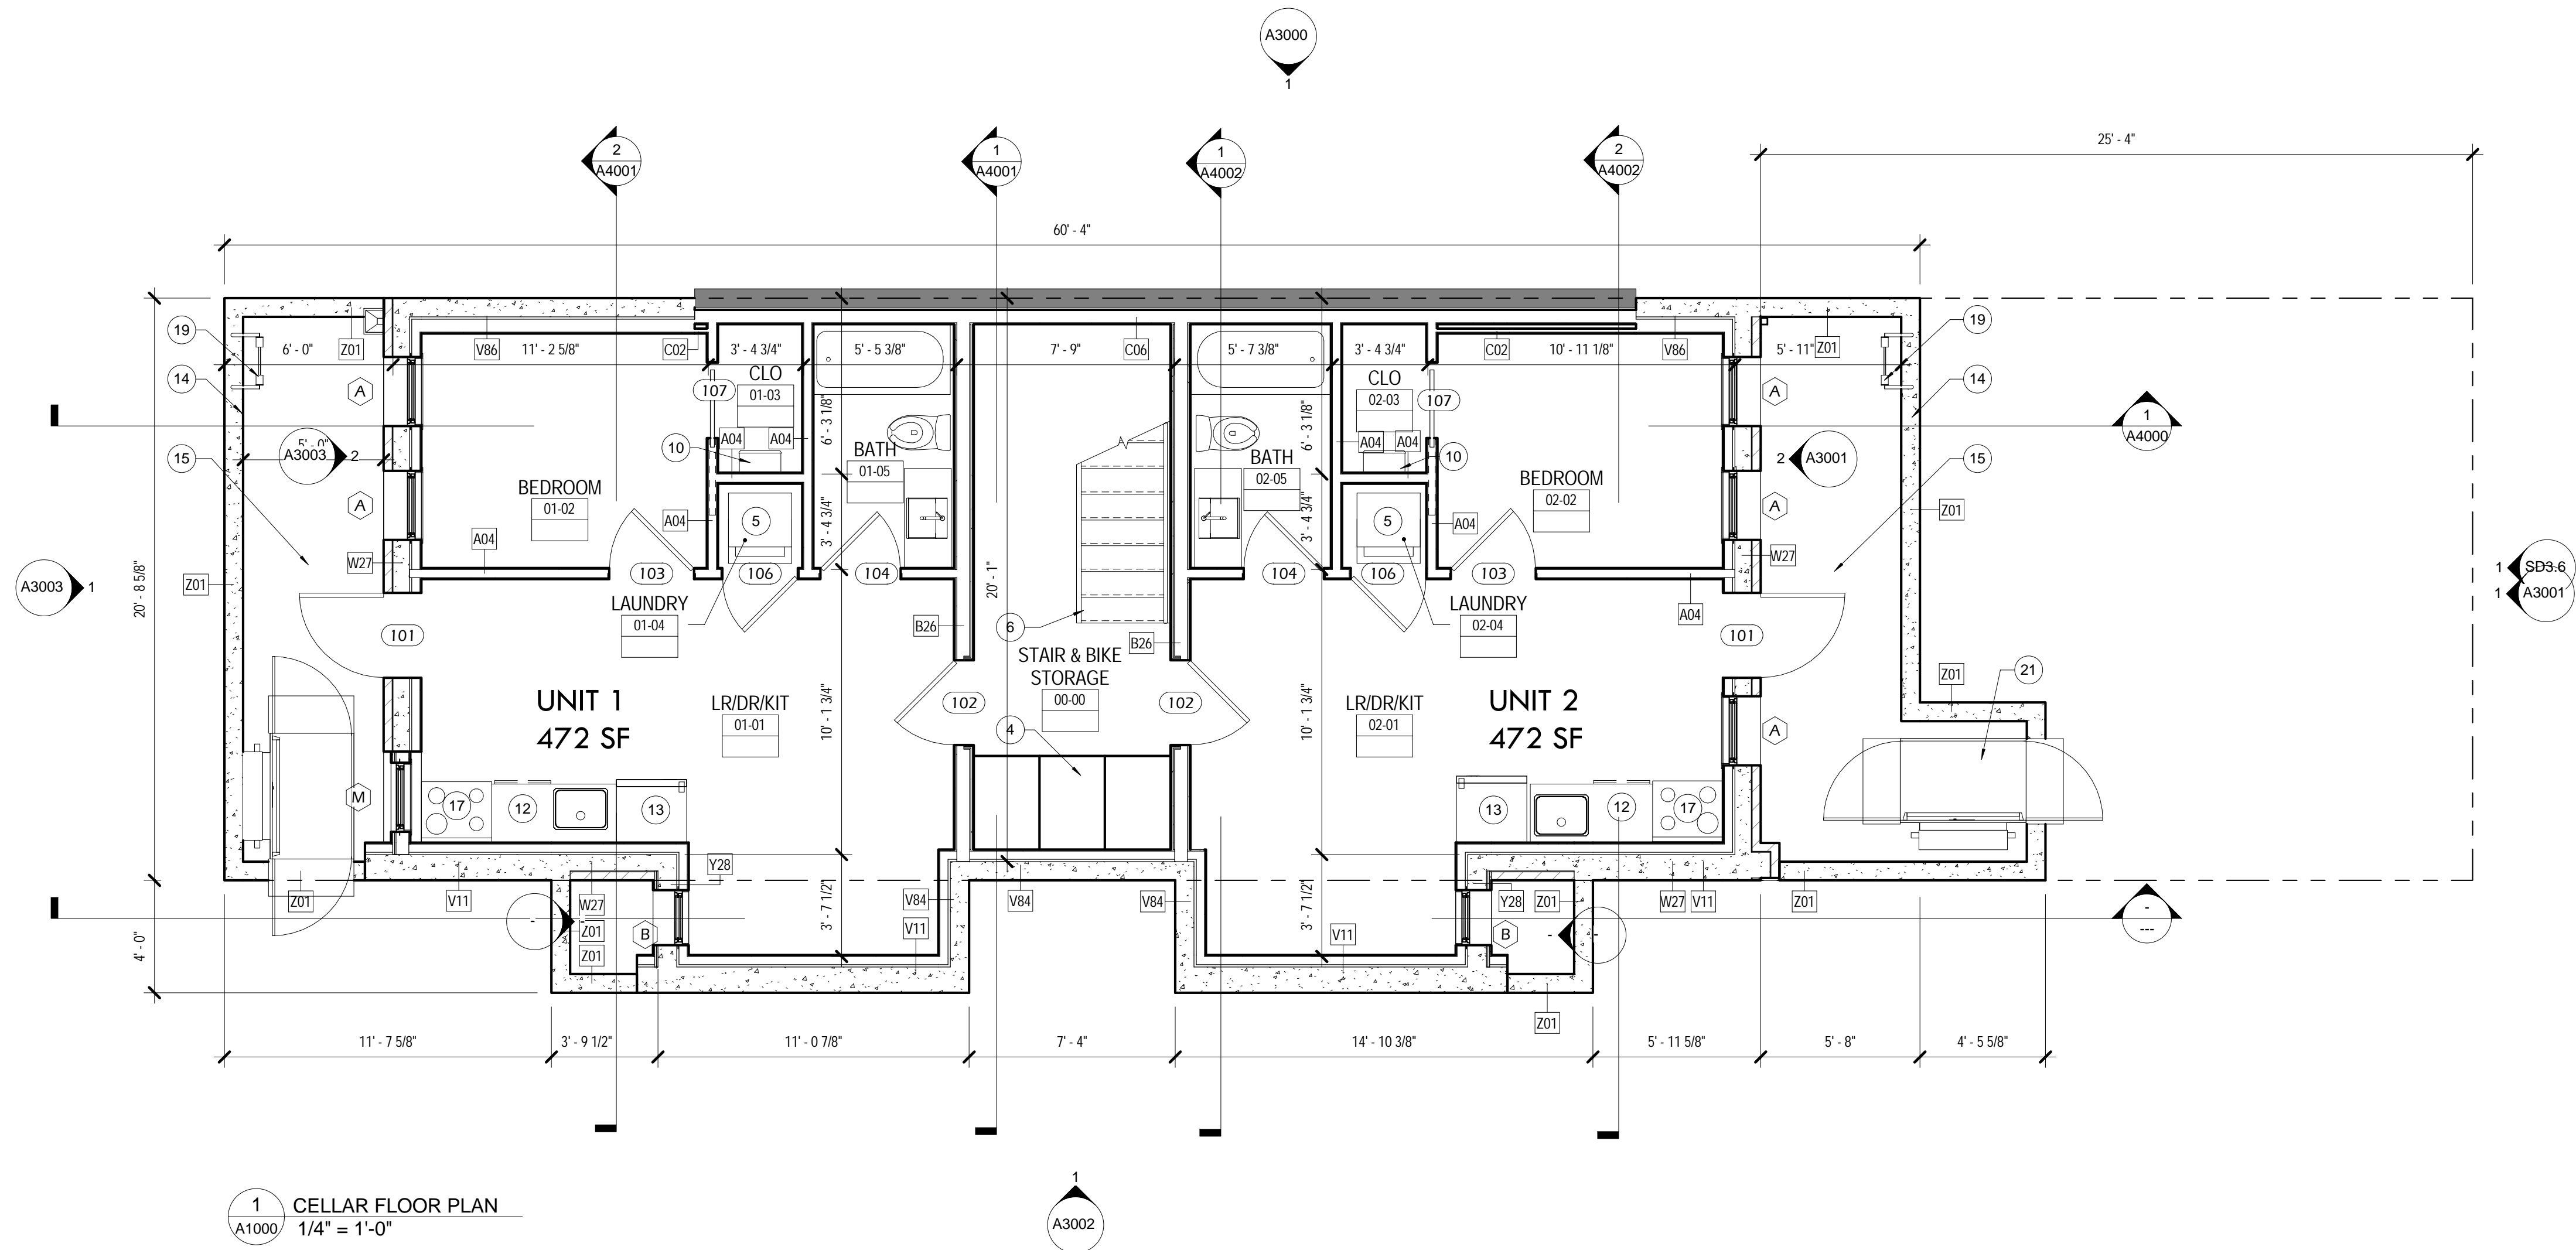 A3000
1
25' - 4"
2
A4001
1
A4001
1
A4002
2
A4002
60' - 4"
19
6' - 0"
Z01
V86
11' - 2 5/8"
C02
3' - 4 3/4"
5' - 5 3/8"
7' - 9"
C06
5' - 7 3/8"
3' - 4 3/4"
C02
10' - 11 1/8"
V86
5' - 11"
Z01
19
14
A
107
CLO
01-03
6' - 3 1/8"
CLO
02-03
6' - 3 1/8"
107
A
14
1
A4000
5' - 0"
A3003
2
15
10
A04
A04
BATH
01-05
BATH
02-05
A04
A04
10
2
A3001
15
A
BEDROOM
01-02
A04
5
3' - 4 3/4"
3' - 4 3/4"
5
A04
BEDROOM
02-02
A
Z01
A04
W27
W27
A3003
1
Z01
20' - 8 5/8"
103
106
104
20' - 1"
104
106
103
1
SD3.6
1
A3001
101
LAUNDRY
01-04
B26
6
B26
LAUNDRY
02-04
A04
101
STAIR & BIKE
STORAGE
00-00
Z01
21
UNIT 1
472 SF
LR/DR/KIT
01-01
10' - 1 3/4"
102
102
10' - 1 3/4"
LR/DR/KIT
02-01
UNIT 2
472 SF
4
A
M
17
12
13
13
12
17
Y28
Z01
V11
W27
Z01
Z01
B
-
-
3' - 7 1/2"
V84
V11
V84
V84
3' - 7 1/2"
V11
Y28
Z01
B
-
-
W27
V11
Z01
-
---
4' - 0"
Z01
11' - 7 5/8"
3' - 9 1/2"
11' - 0 7/8"
7' - 4"
14' - 10 3/8"
5' - 11 5/8"
5' - 8"
4' - 5 5/8"
1
A3002
1
A1000
CELLAR FLOOR PLAN
1/4" = 1'-0"